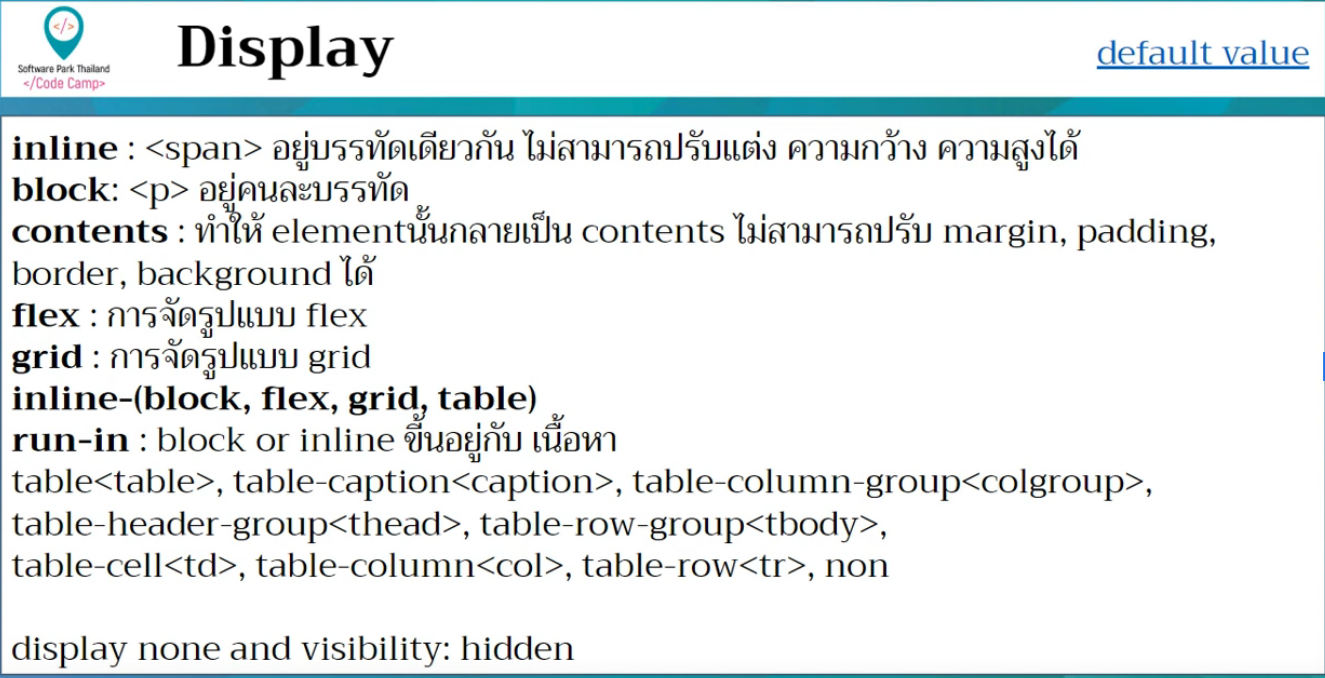 </>
Software Park Thailand
</Code Camp>
Display
default value
inline : <span> อยู่บรรทัดเดียวกัน ไม่สามารถปรับแต่ง ความกว้าง ความสูงได้
block: <p> อยู่คนละบรรทัด
contents : ทำให้ elementนั้นกลายเป็น contents ไม่สามารถปรับ margin, padding,
border, background ได้
flex : การจัดรูปแบบ flex
grid : การจัดรูปแบบ grid
inline-(block, flex, grid, table)
run-in : block or inline ขึ้นอยู่กับ เนื้อหา
table<table>, table-caption<caption>, table-column-group<colgroup>,
table-header-group<thead>, table-row-group<tbody>,
table-cell<td>, table-column<col>, table-row<tr>, non
display none and visibility: hidden